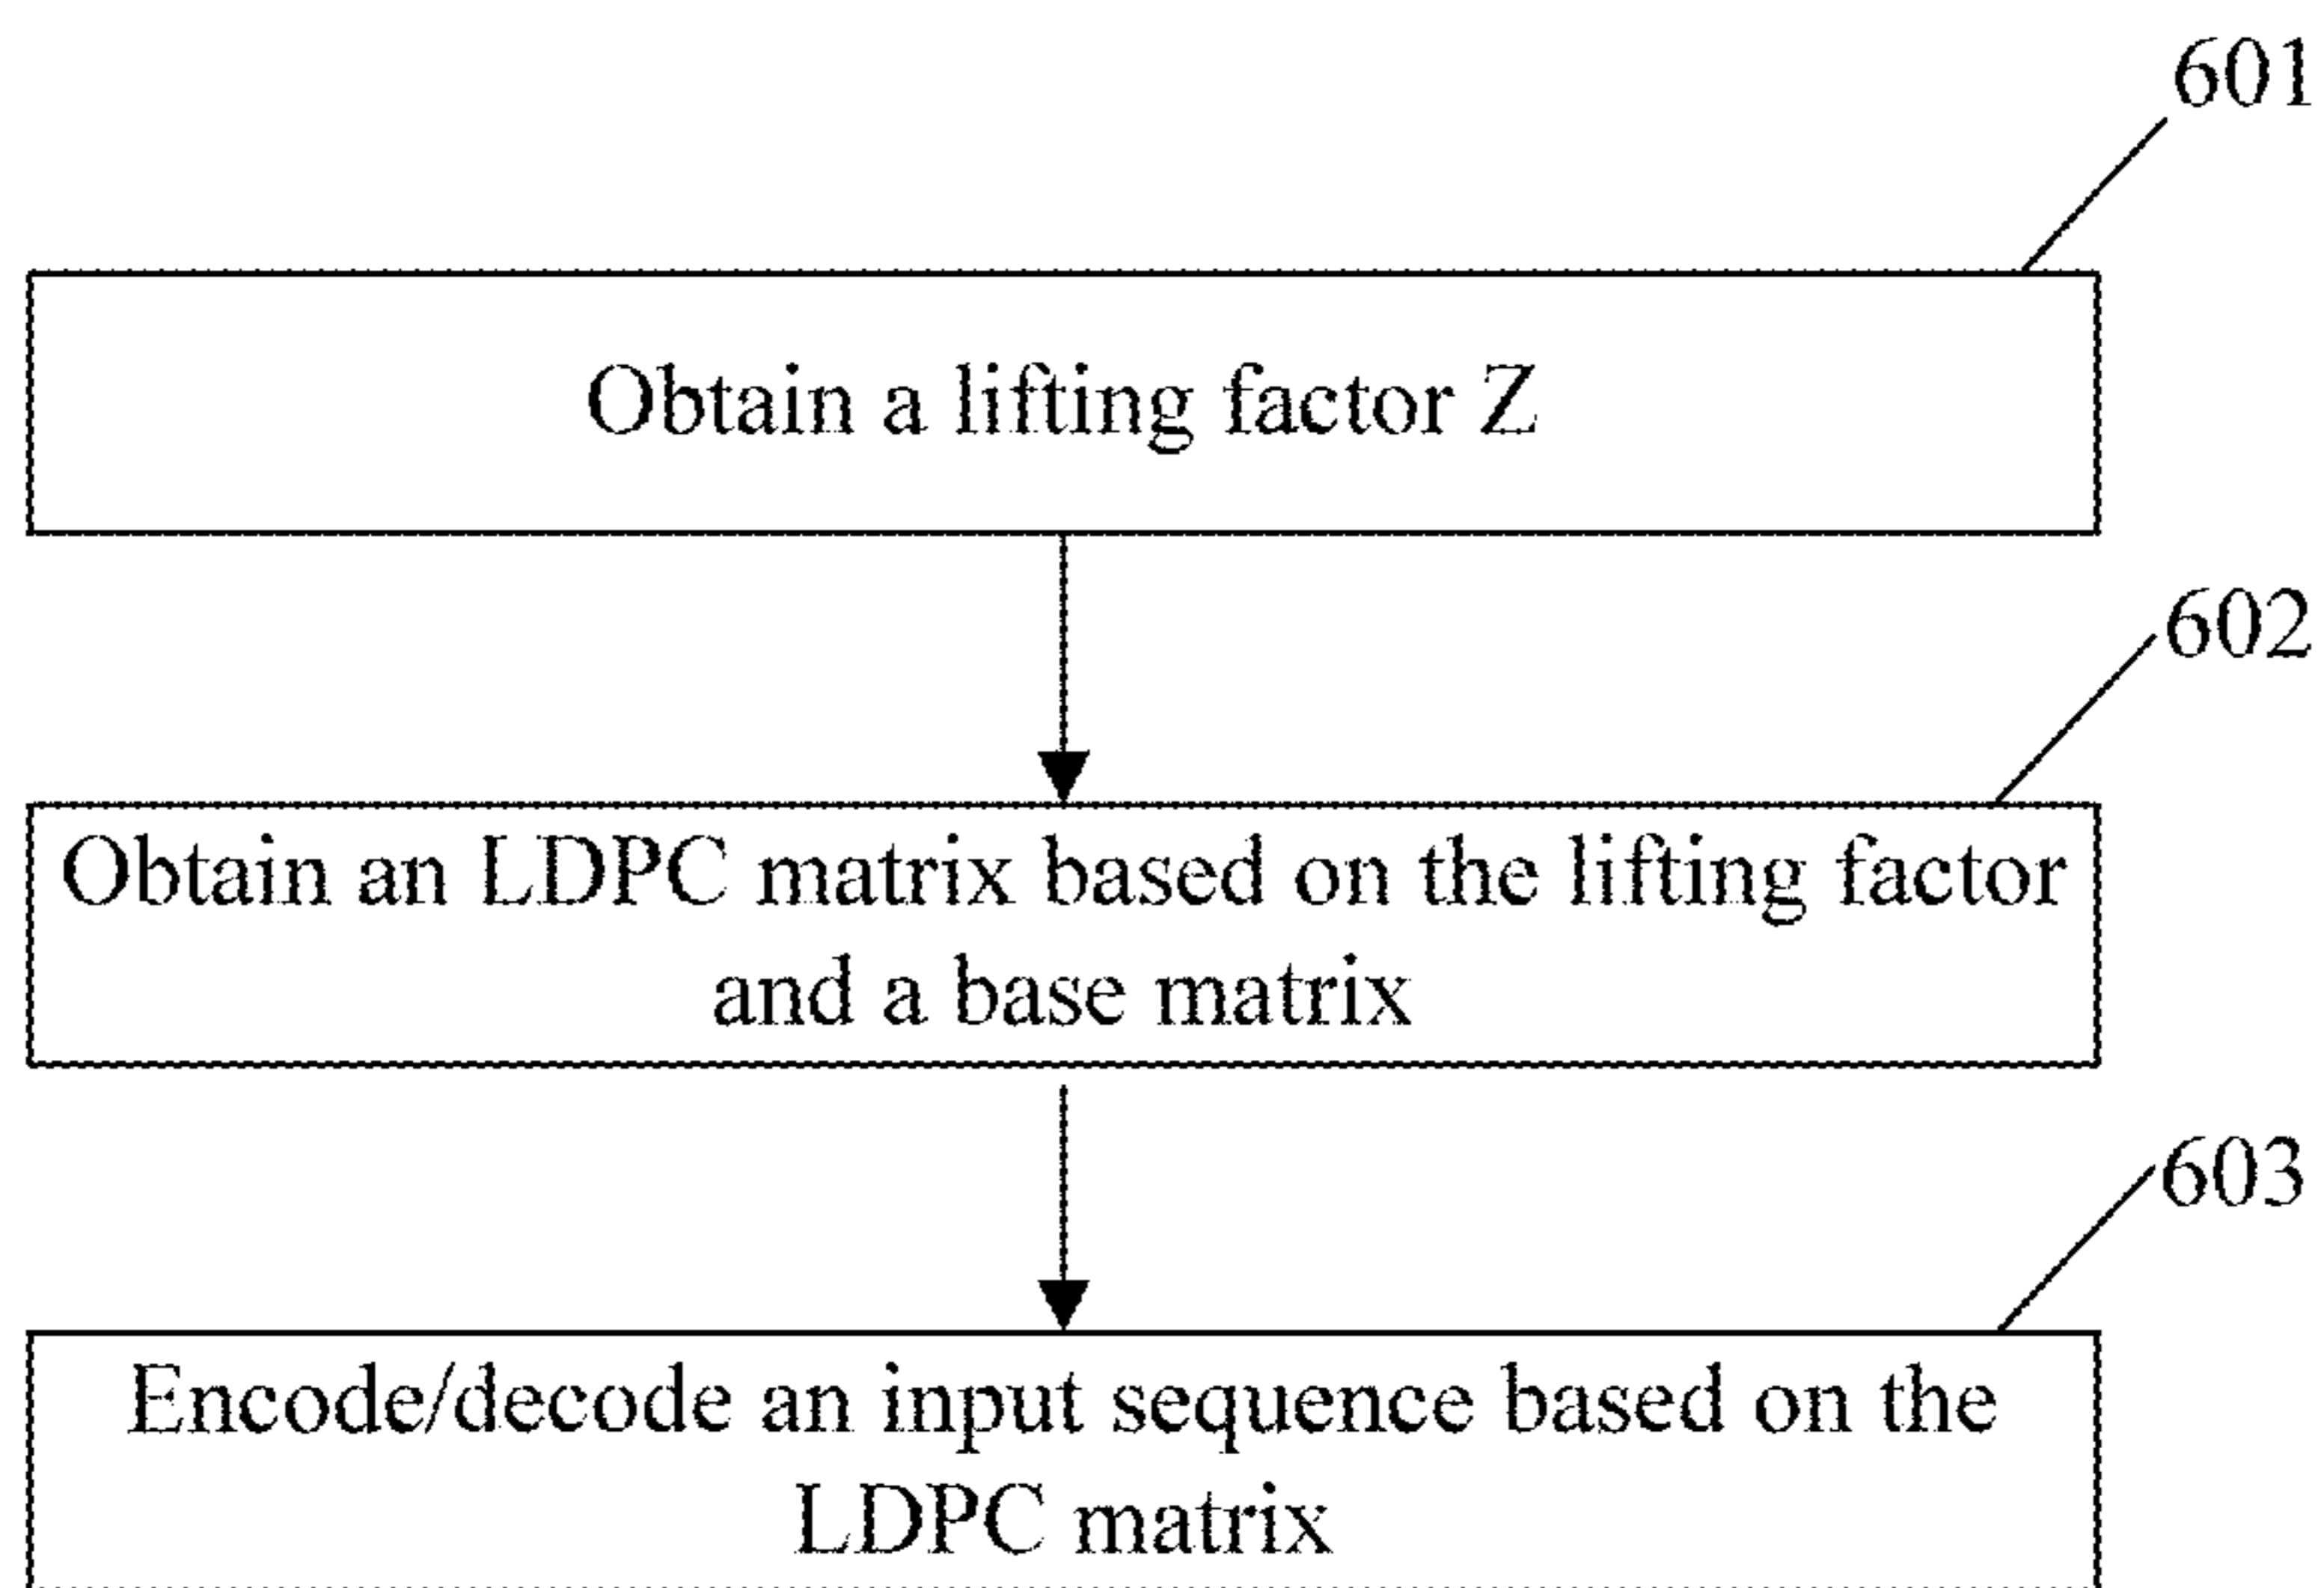 601
Obtain a lifting factor Z
602
Obtain an LDPC matrix based on the lifting factor
and a base matrix
603
Encode/decode an input sequence based on the
LDPC matrix